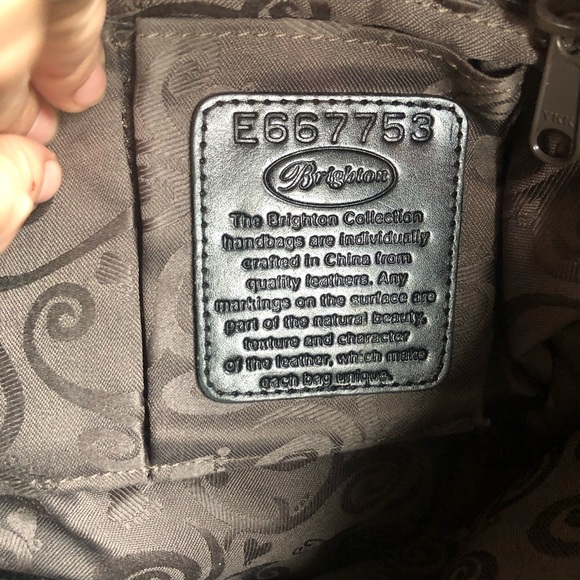 E667753
Brighton
The Brighton Collection
handbags are individually
crafted in China from
quality leathers. Any
markings on the surface are
part of the natural beauty,
texture and character
of the leather, which make
each bag unique.
YKK